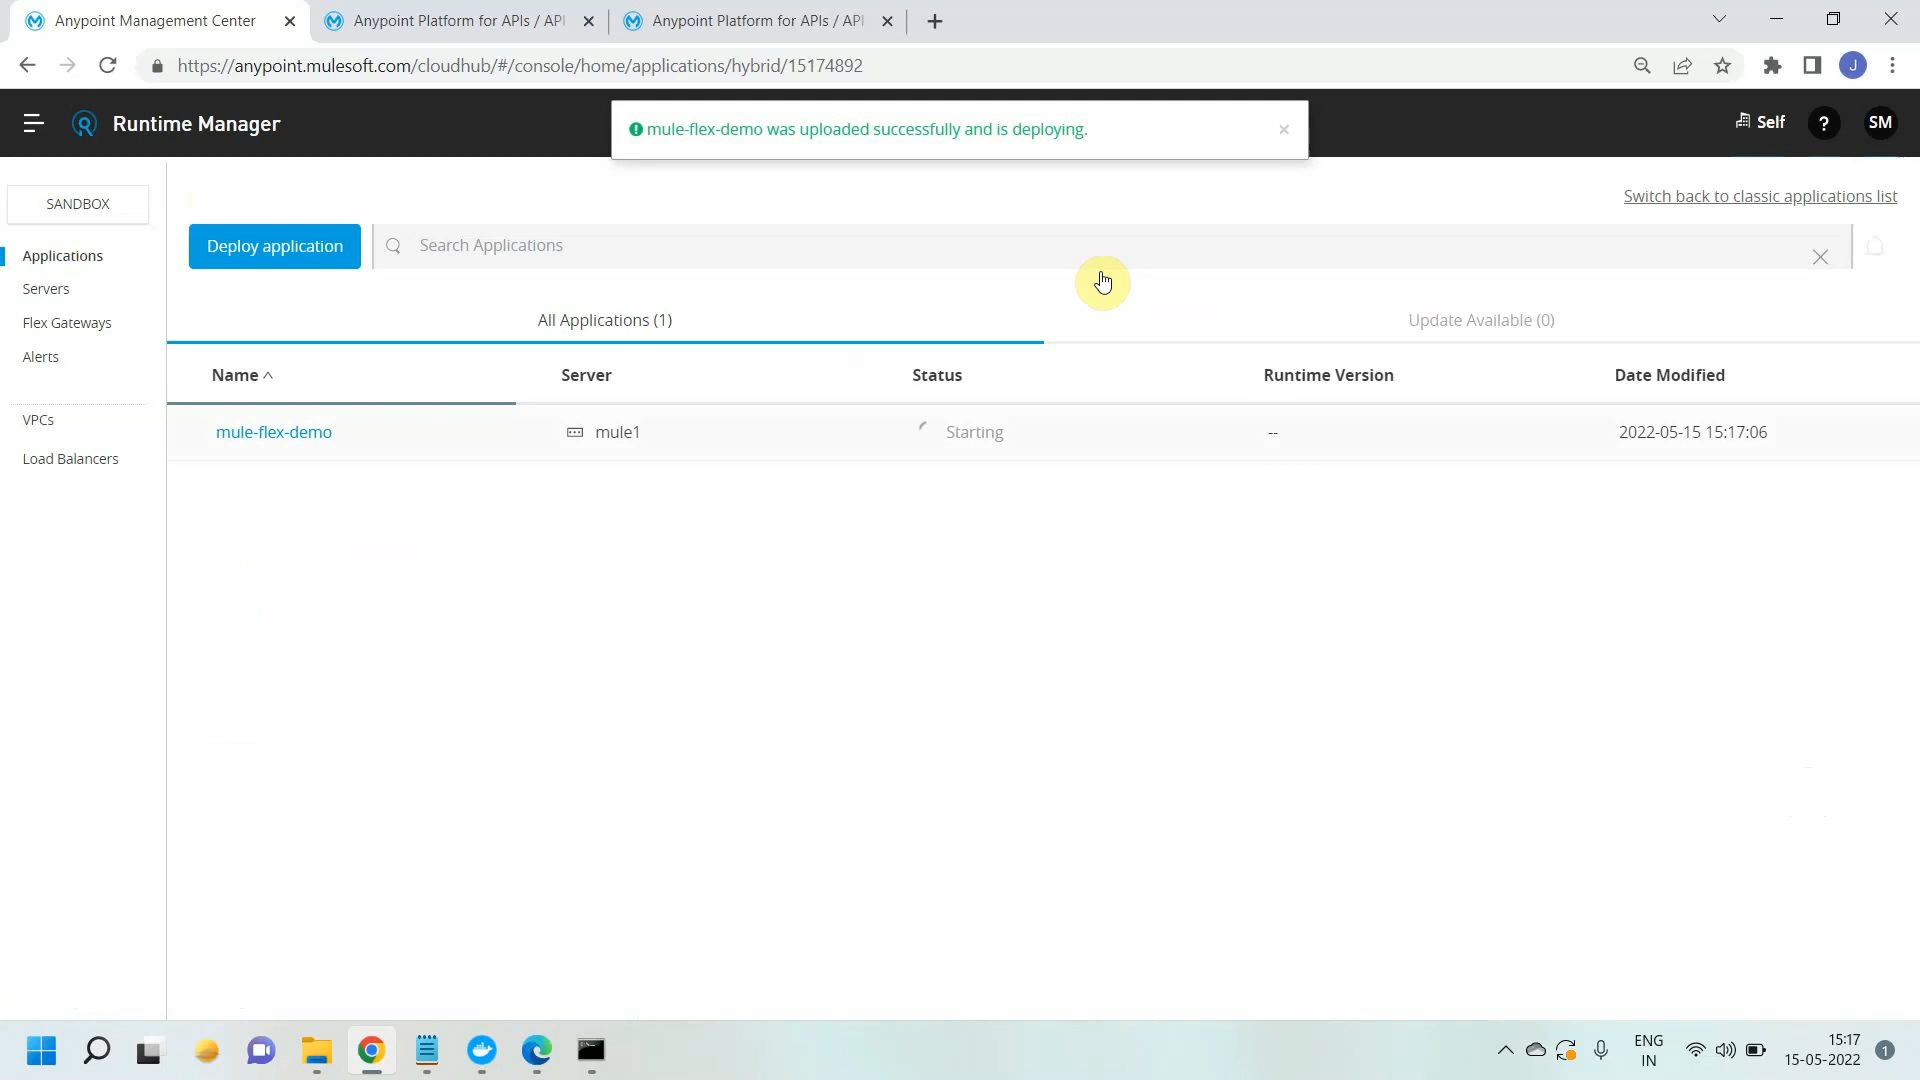 Anypoint Management Center
Anypoint Platform for APIs / API
Anypoint Platform for APIs / API
https://anypoint.mulesoft.com/cloudhub/#/console/home/applications/hybrid/15174892
J
Runtime Manager
mule-flex-demo was uploaded successfully and is deploying.
Self
?
SM
SANDBOX
Switch back to classic applications list
Deploy application
Search Applications
Applications
Servers
Flex Gateways
Alerts
VPCs
Load Balancers
All Applications (1)
Update Available (0)
Name
Server
Status
Runtime Version
Date Modified
mule-flex-demo
mule1
Starting
--
2022-05-15 15:17:06
ENG
IN
15:17
15-05-2022
1